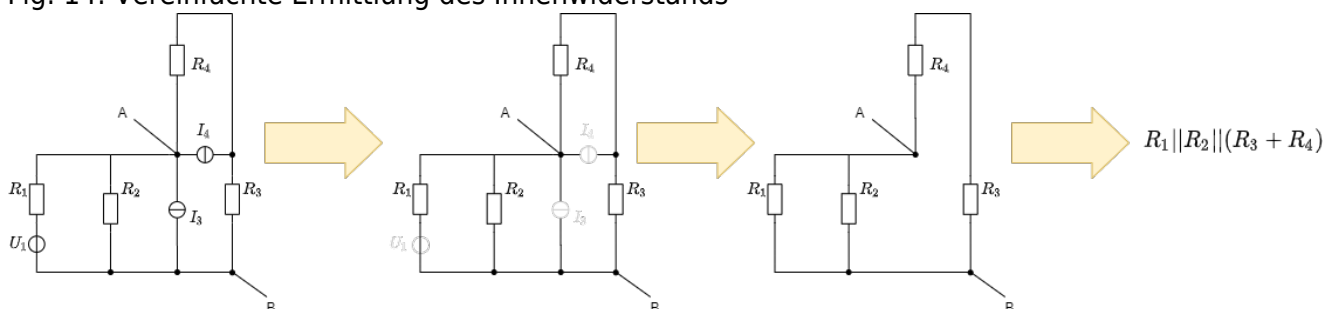 Fig. 14: Vereinfachte Ermittlung des Innenwiderstands
R₄
A
I₄
R₁
R₂
R₃
I₃
U₁
B
R₄
A
I₄
R₁
R₂
R₃
I₃
U₁
B
R₄
A
R₁
R₂
R₃
B
R₁||R₂||(R₃ + R₄)